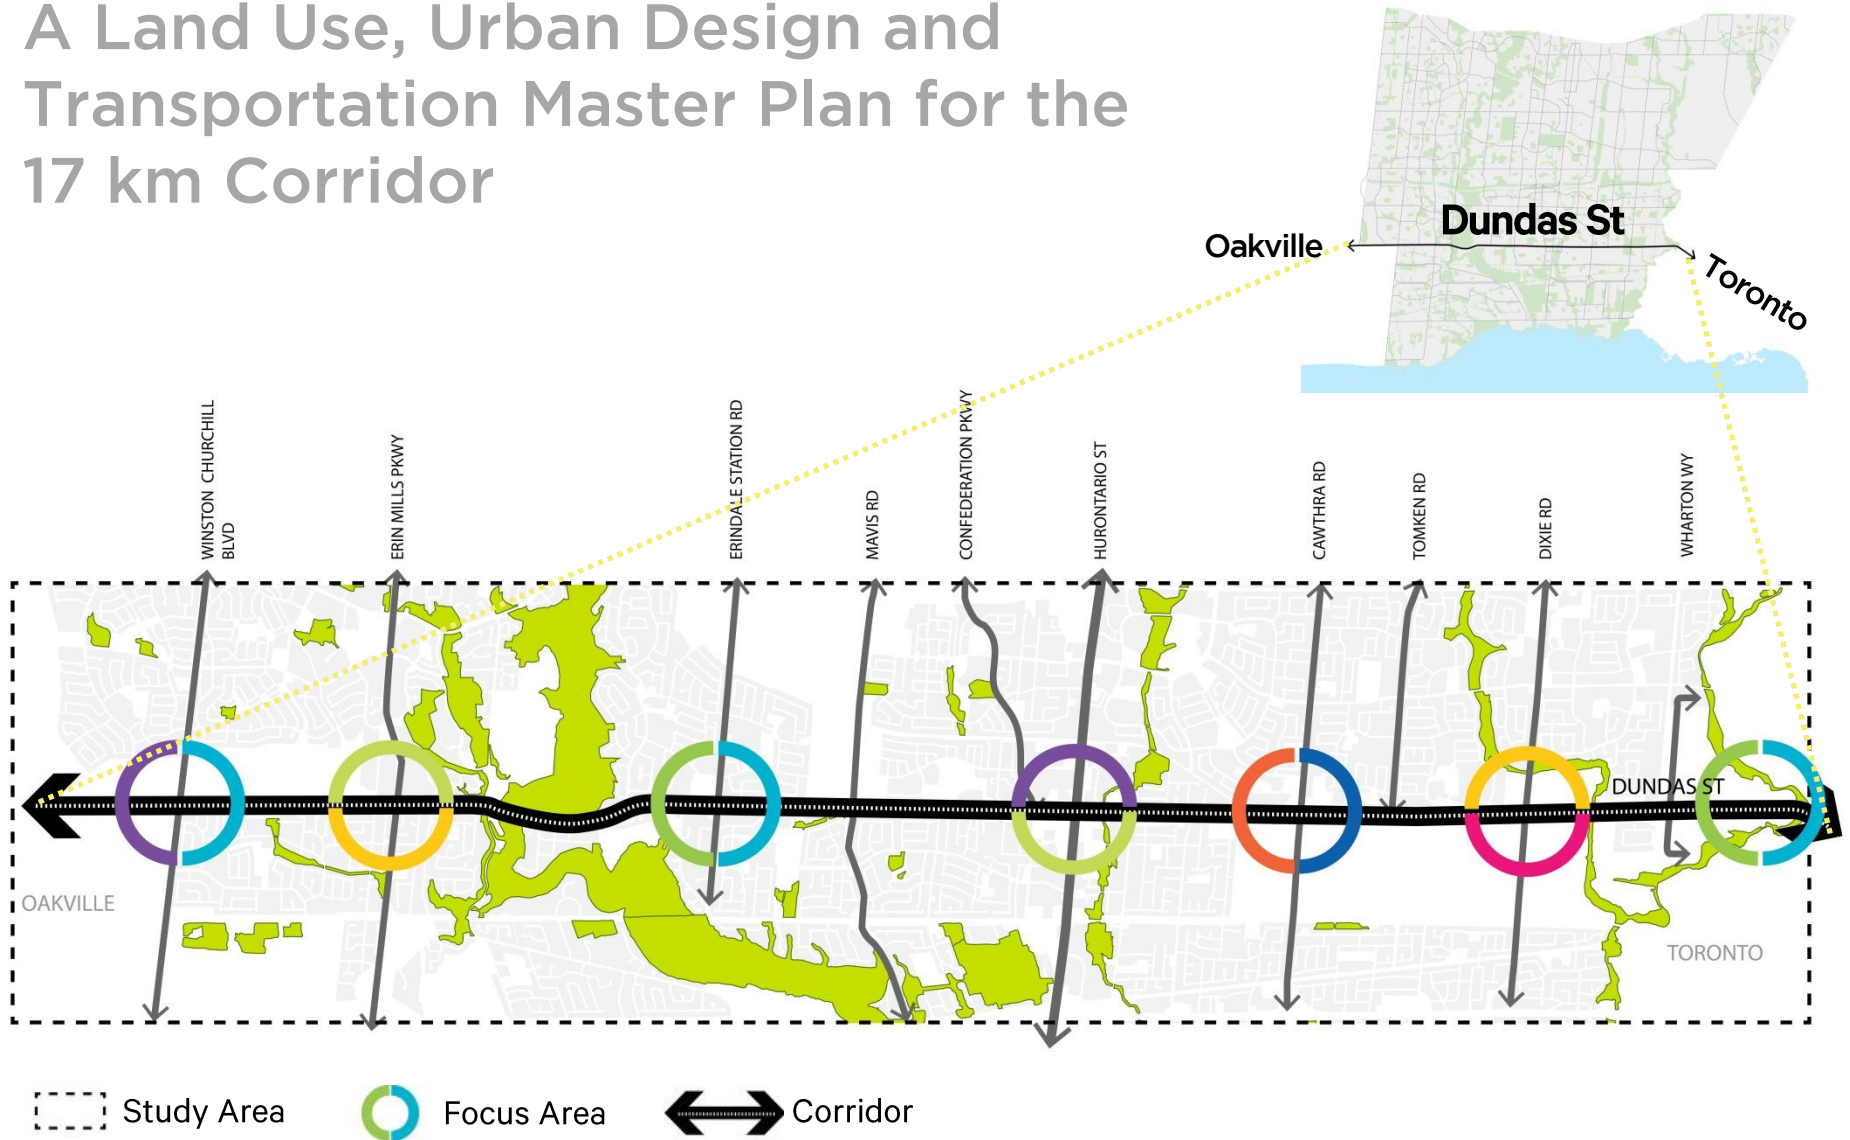 A Land Use, Urban Design and
Transportation Master Plan for the
17 km Corridor
Dundas St
Oakville
Toronto
WINSTON CHURCHILL
BLVD
ERIN MILLS PKWY
ERINDALE STATION RD
MAVIS RD
CONFEDERATION PKWY
HURONTARIO ST
CAWTHRA RD
TOMKEN RD
DIXIE RD
WHARTON WY
DUNDAS ST
OAKVILLE
TORONTO
Study Area
Focus Area
Corridor